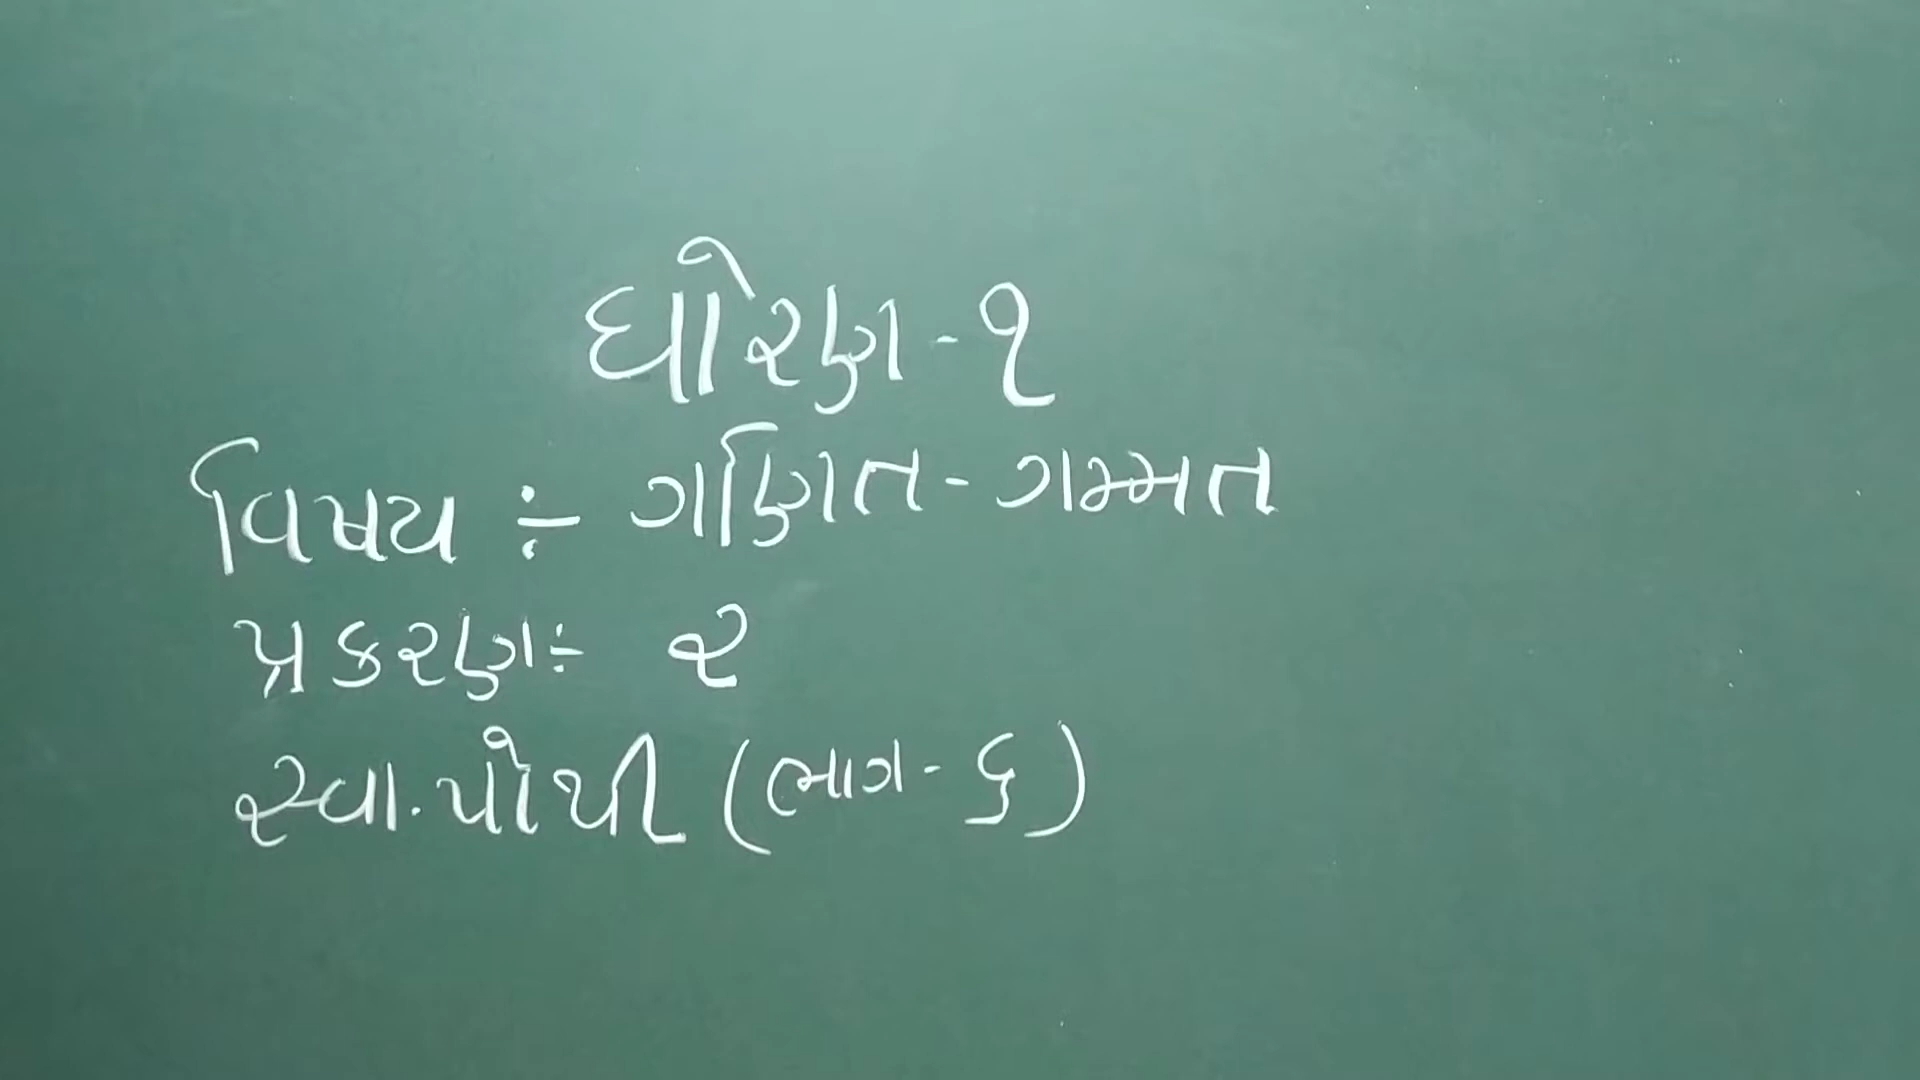 ધોરણ-૧
વિષય ÷ ગણિત-ગમ્મત
પ્રકરણ÷ ૨
સ્વા.પોથી (ભાગ- ૬)